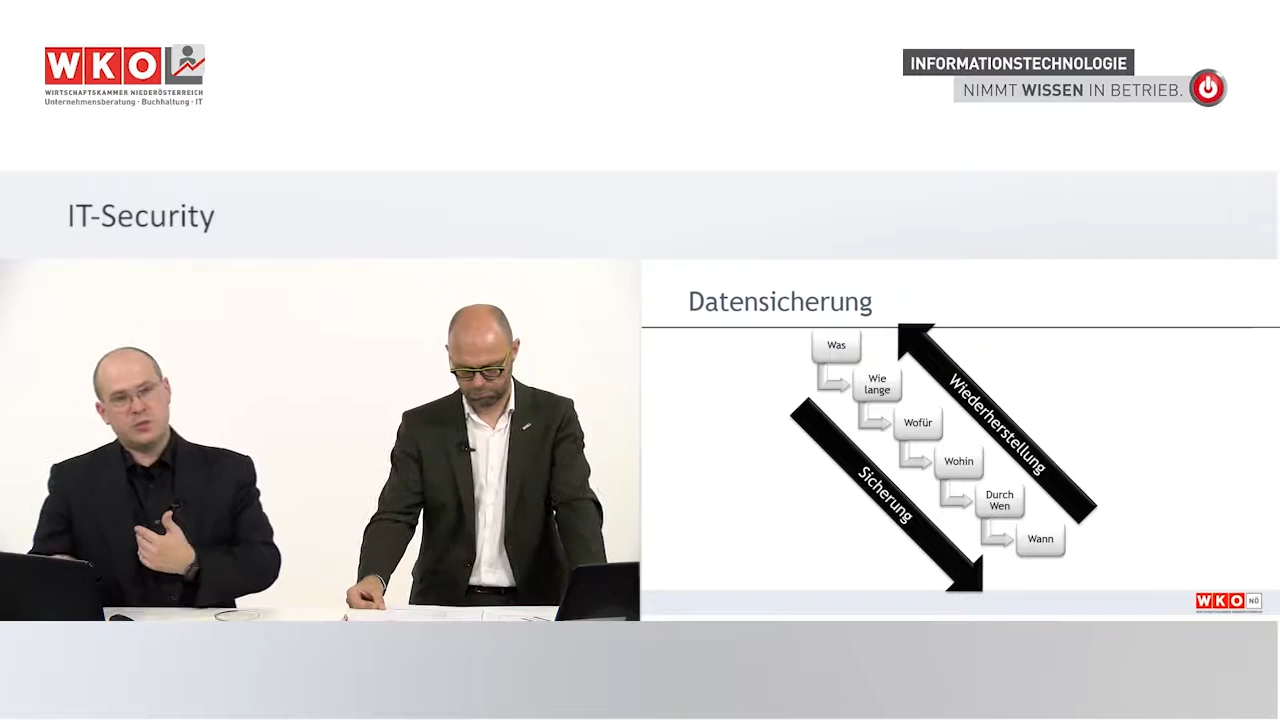 WKO
WIRTSCHAFTSKAMMER NIEDERÖSTERREICH
Unternehmensberatung · Buchhaltung · IT
INFORMATIONSTECHNOLOGIE
NIMMT WISSEN IN BETRIEB.
IT-Security
Datensicherung
Was
Wie
lange
Wofür
Wohin
Durch
Wen
Wann
Wiederherstellung
Sicherung
WKO NÖ